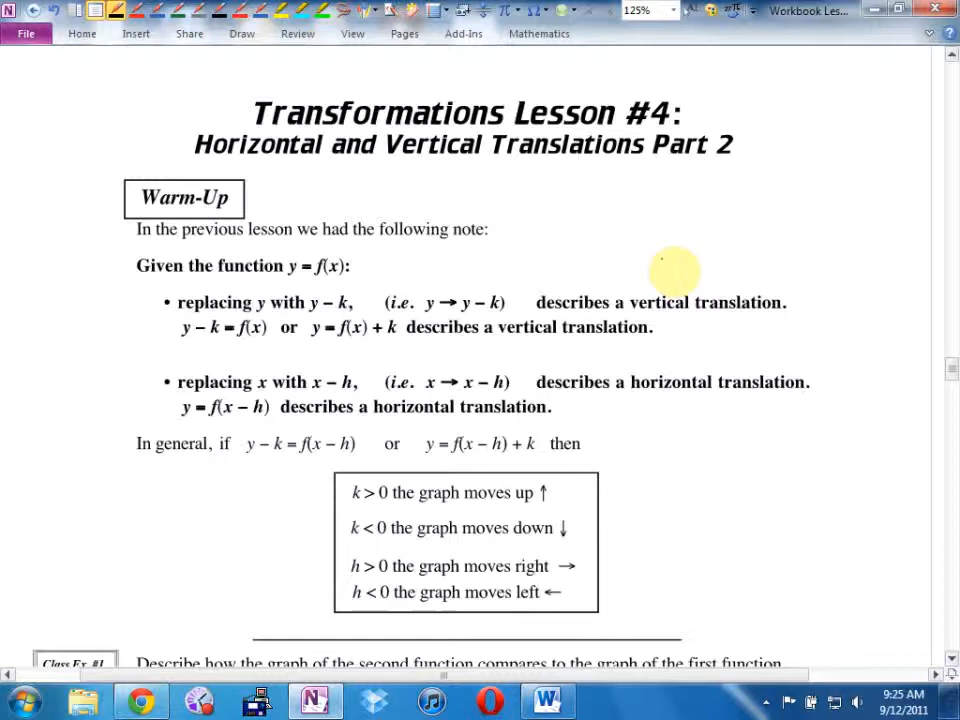 125%
Workbook Les...
File Home Insert Share Draw Review View Pages Add-Ins Mathematics
Transformations Lesson #4:
Horizontal and Vertical Translations Part 2
Warm-Up
In the previous lesson we had the following note:
Given the function y = f(x):
• replacing y with y − k, (i.e. y → y − k) describes a vertical translation.
y − k = f(x) or y = f(x) + k describes a vertical translation.
• replacing x with x − h, (i.e. x → x − h) describes a horizontal translation.
y = f(x − h) describes a horizontal translation.
In general, if y − k = f(x − h) or y = f(x − h) + k then
k > 0 the graph moves up ↑
k < 0 the graph moves down ↓
h > 0 the graph moves right →
h < 0 the graph moves left ←
Class Ex. #1
Describe how the graph of the second function compares to the graph of the first function
9:25 AM
9/12/2011